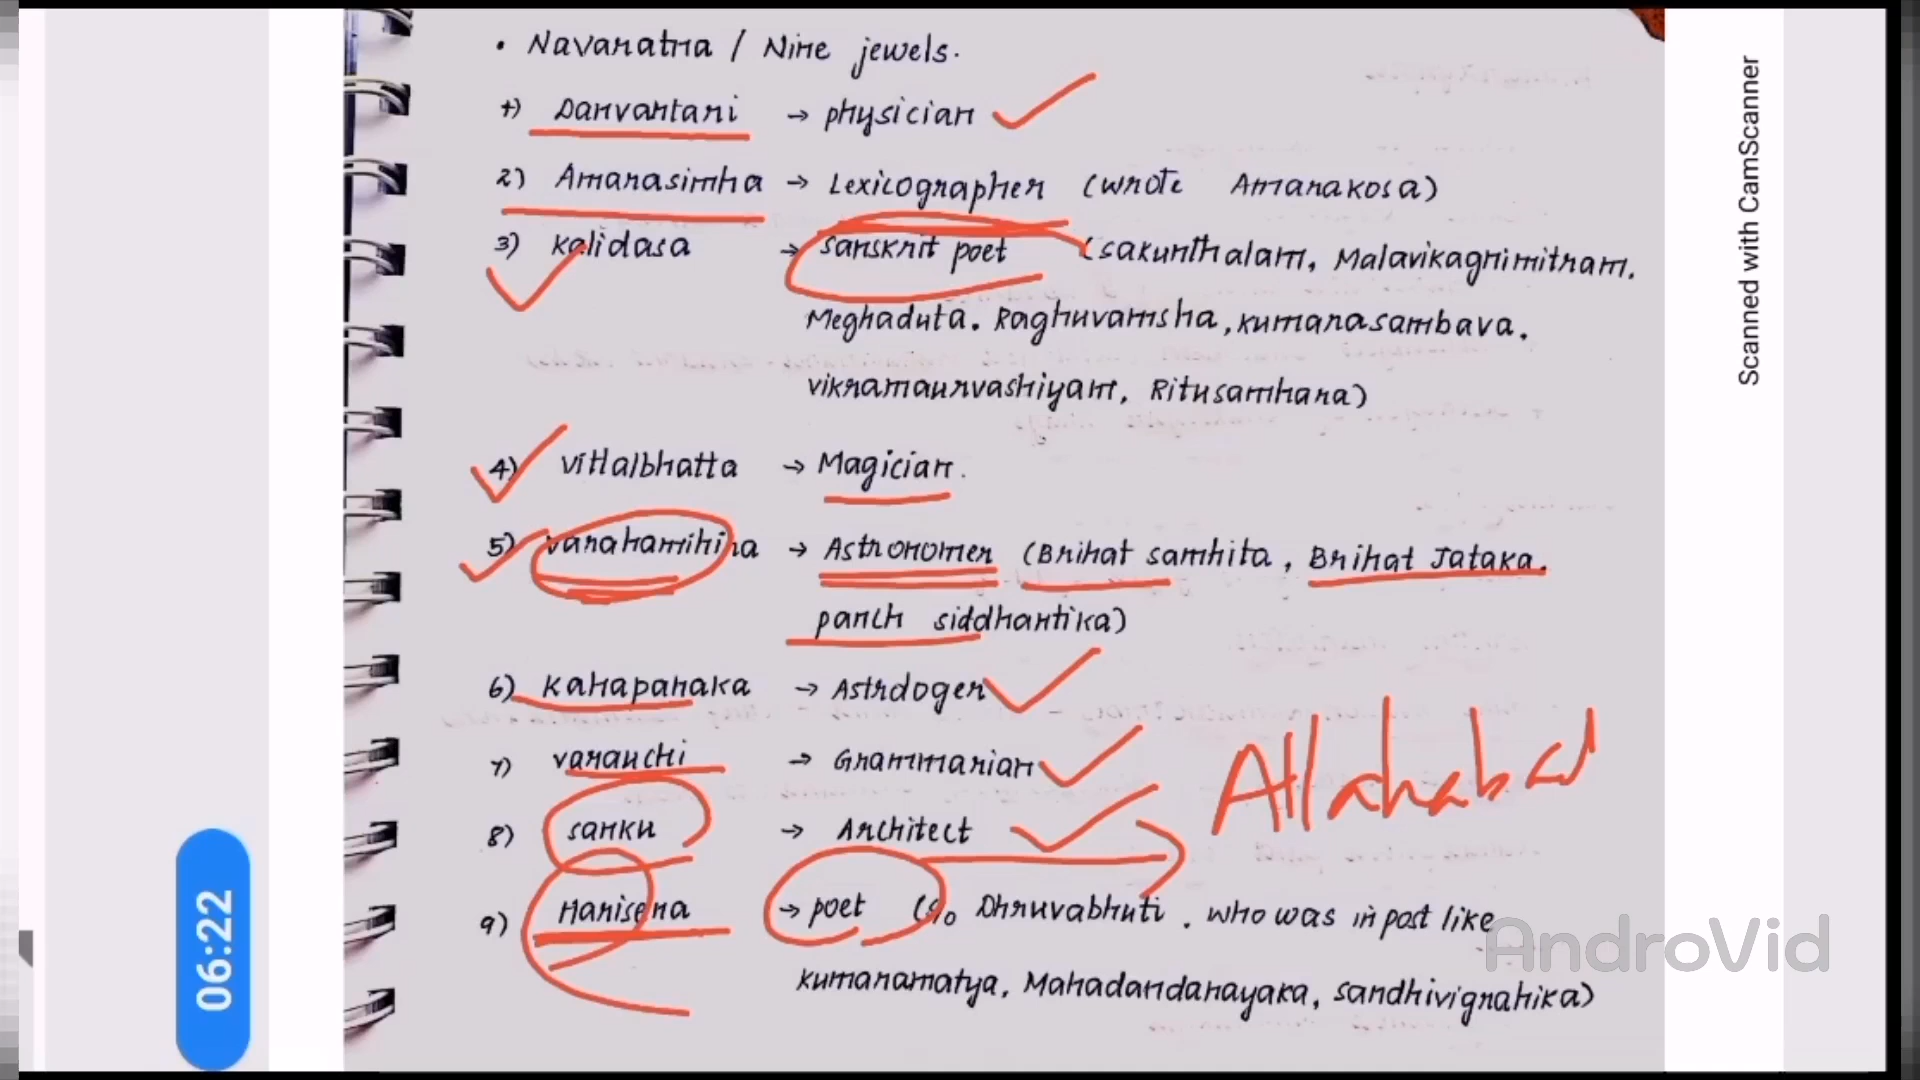 • Navaratna / Nine jewels.
1) Danvantari → physician
2) Amarasimha → Lexicographer (wrote Amarakosa)
3) Kalidasa → sanskrit poet (sakunthalam, Malavikagnimitram.
Meghaduta. Raghuvamsha, kumarasambava.
vikramaurvashiyam, Ritusamhara)
4) vittalbhatta → Magician.
5) varahamihira → Astronomer (Brihat samhita, Brihat Jataka.
panch siddhantika)
6) Kahapanaka → Astrologer
7) varauchi → Grammarian
Allahabad
8) sanku → Architect
9) Harisena → poet (S/o Dhruvabhuti. who was in post like
kumaramatya, Mahadandanayaka, sandhivigrahika)
Scanned with CamScanner
06:22
AndroVid